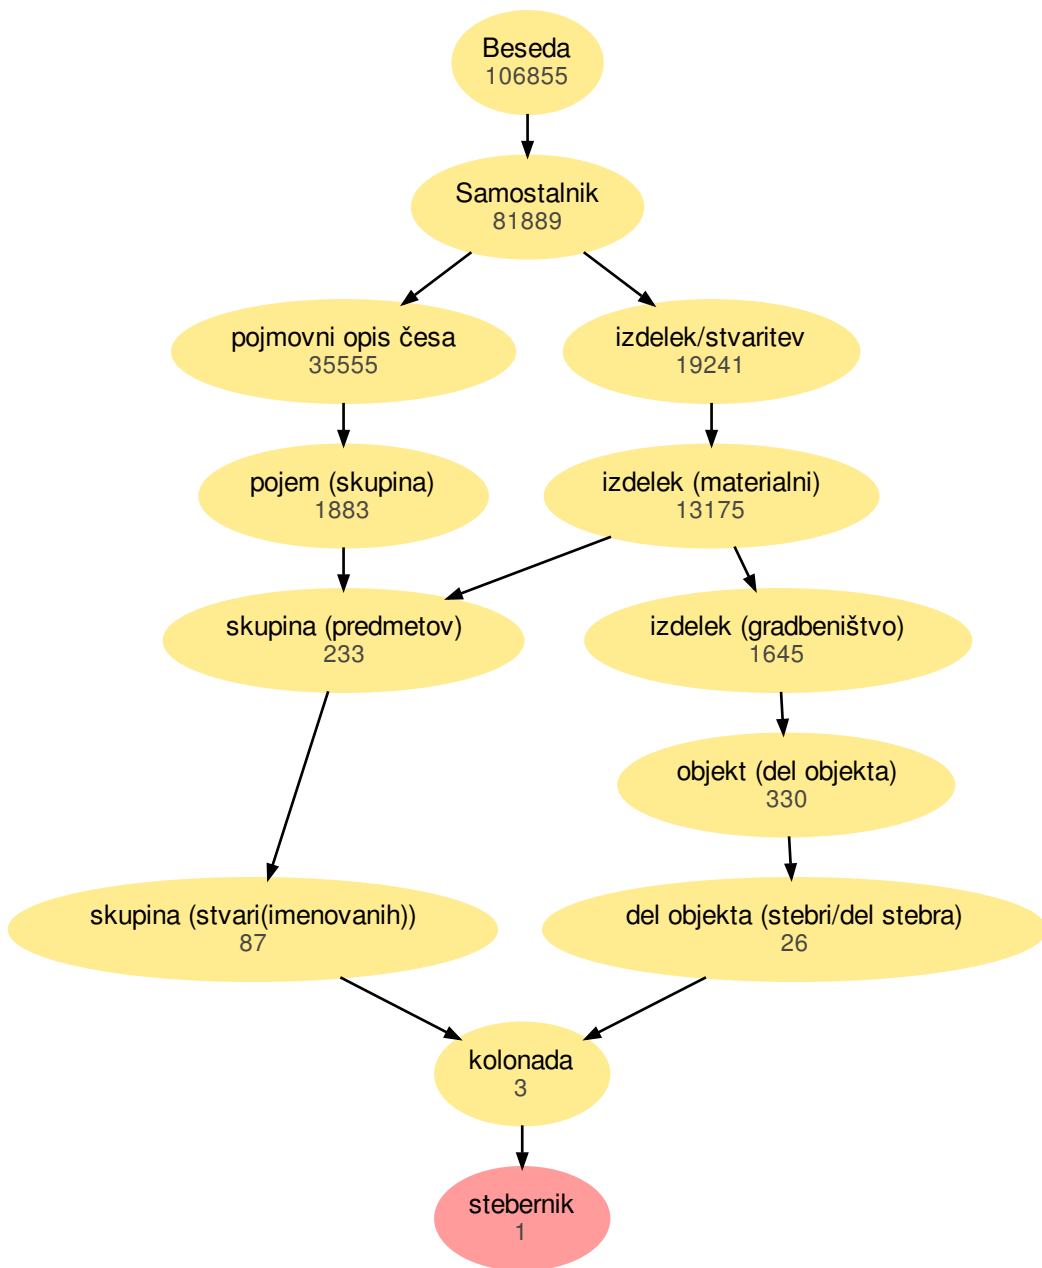 Beseda
106855
Samostalnik
81889
pojmovni opis česa
35555
izdelek/stvaritev
19241
pojem (skupina)
1883
izdelek (materialni)
13175
skupina (predmetov)
233
izdelek (gradbeništvo)
1645
objekt (del objekta)
330
skupina (stvari(imenovanih))
87
del objekta (stebri/del stebra)
26
kolonada
3
stebernik
1